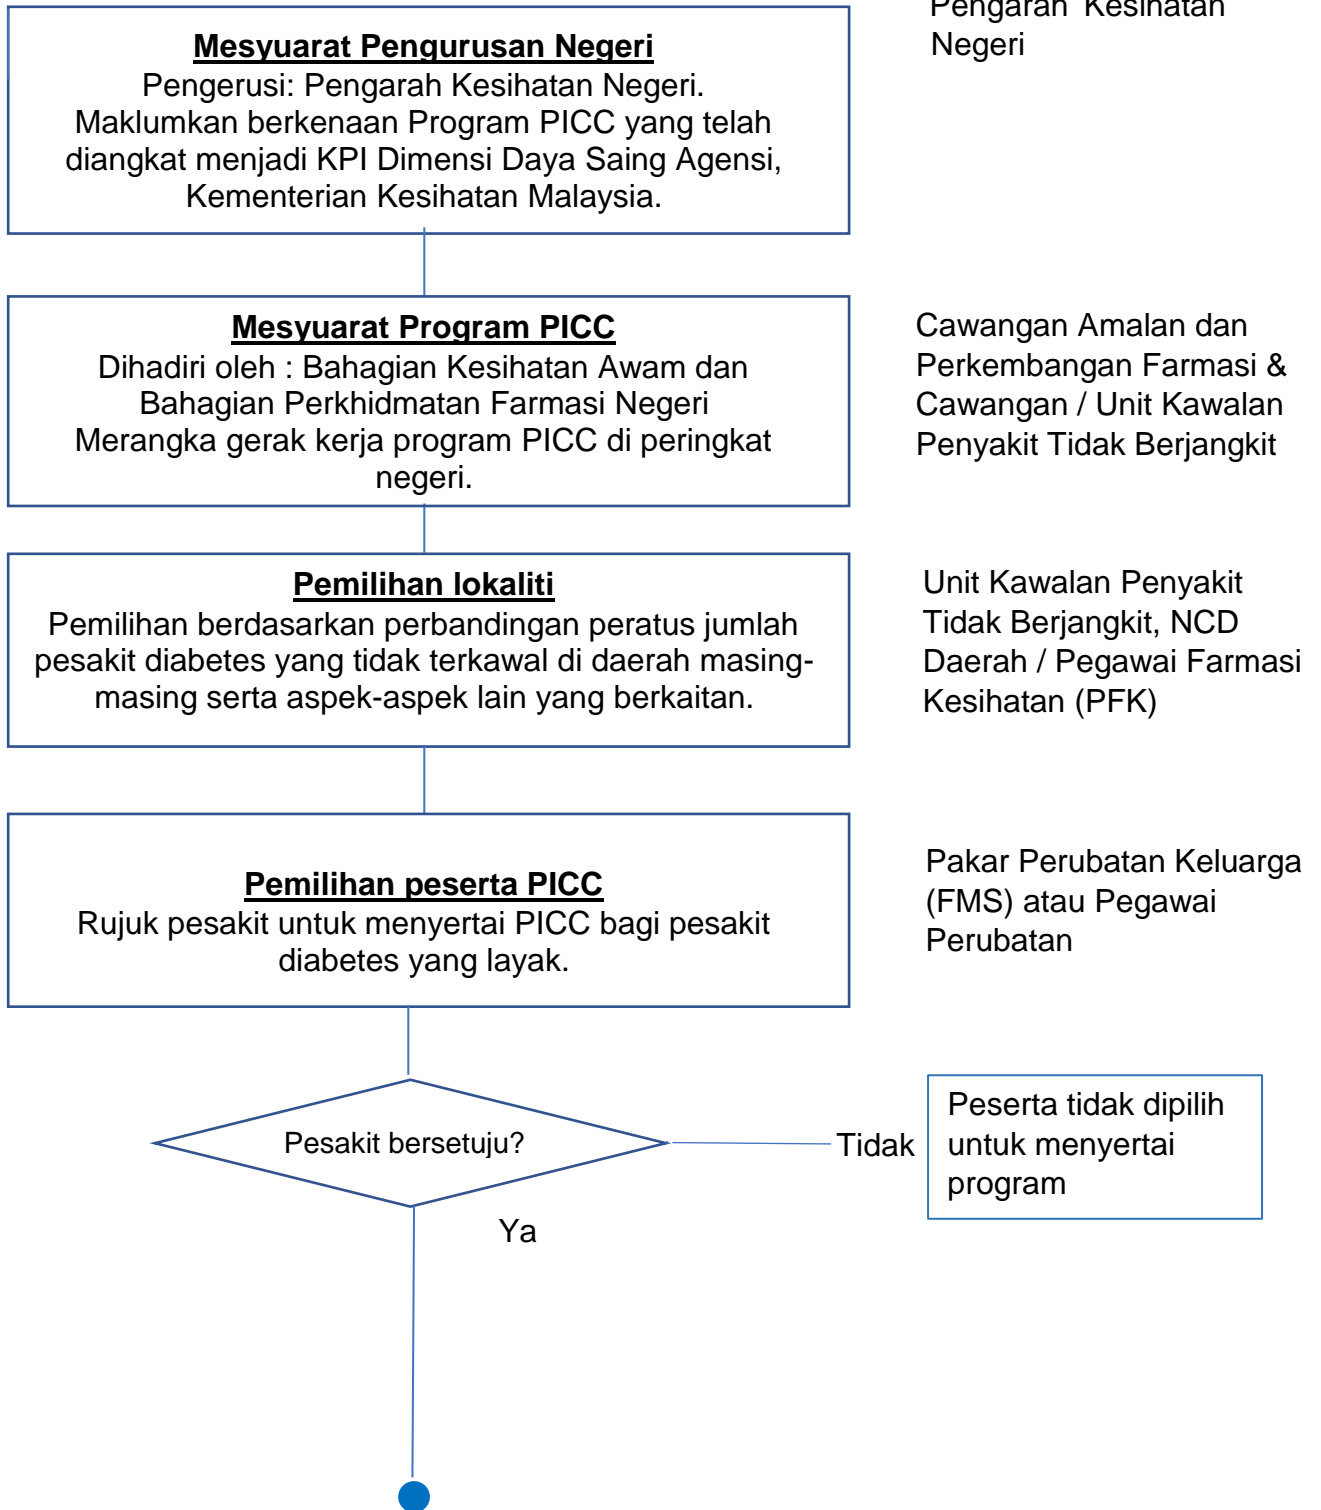 Pengarah Kesihatan
Negeri
Mesyuarat Pengurusan Negeri
Pengerusi: Pengarah Kesihatan Negeri.
Maklumkan berkenaan Program PICC yang telah
diangkat menjadi KPI Dimensi Daya Saing Agensi,
Kementerian Kesihatan Malaysia.
Mesyuarat Program PICC
Dihadiri oleh : Bahagian Kesihatan Awam dan
Bahagian Perkhidmatan Farmasi Negeri
Merangka gerak kerja program PICC di peringkat
negeri.
Cawangan Amalan dan
Perkembangan Farmasi &
Cawangan / Unit Kawalan
Penyakit Tidak Berjangkit
Pemilihan lokaliti
Pemilihan berdasarkan perbandingan peratus jumlah
pesakit diabetes yang tidak terkawal di daerah masing-
masing serta aspek-aspek lain yang berkaitan.
Unit Kawalan Penyakit
Tidak Berjangkit, NCD
Daerah / Pegawai Farmasi
Kesihatan (PFK)
Pemilihan peserta PICC
Rujuk pesakit untuk menyertai PICC bagi pesakit
diabetes yang layak.
Pakar Perubatan Keluarga
(FMS) atau Pegawai
Perubatan
Pesakit bersetuju?
Tidak
Peserta tidak dipilih
untuk menyertai
program
Ya